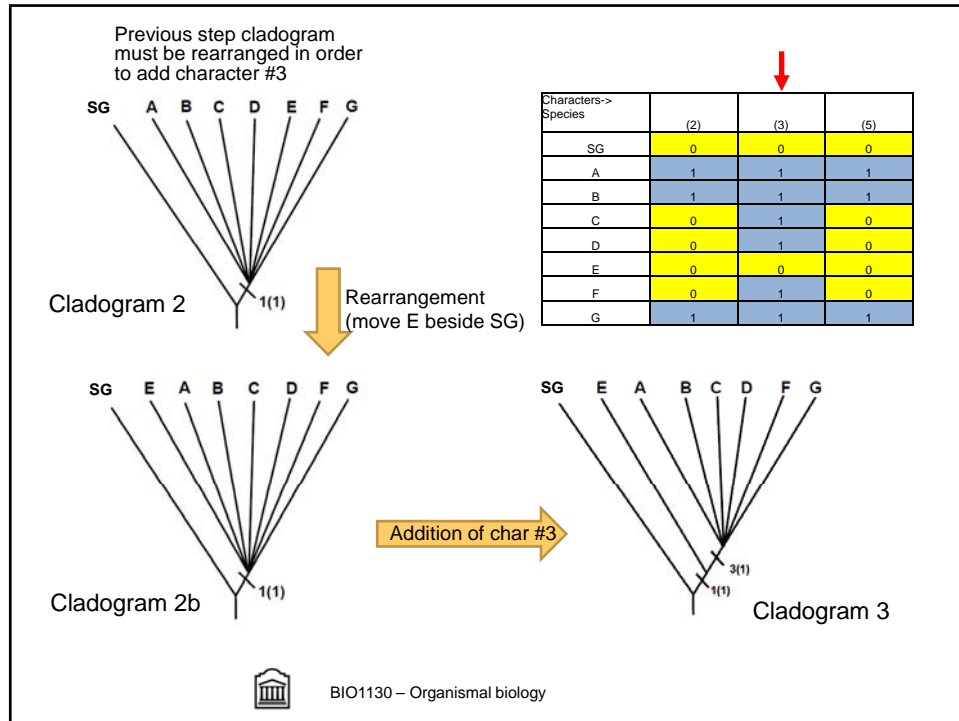 Previous step cladogram
must be rearranged in order
to add character #3
SG A B C D E F G
1(1)
Cladogram 2
Rearrangement
(move E beside SG)
Characters->
Species (2) (3) (5)
SG 0 0 0
A 1 1 1
B 1 1 1
C 0 1 0
D 0 1 0
E 0 0 0
F 0 1 0
G 1 1 1
SG E A B C D F G
1(1)
Cladogram 2b
Addition of char #3
SG E A B C D F G
3(1)
1(1)
Cladogram 3
BIO1130 – Organismal biology